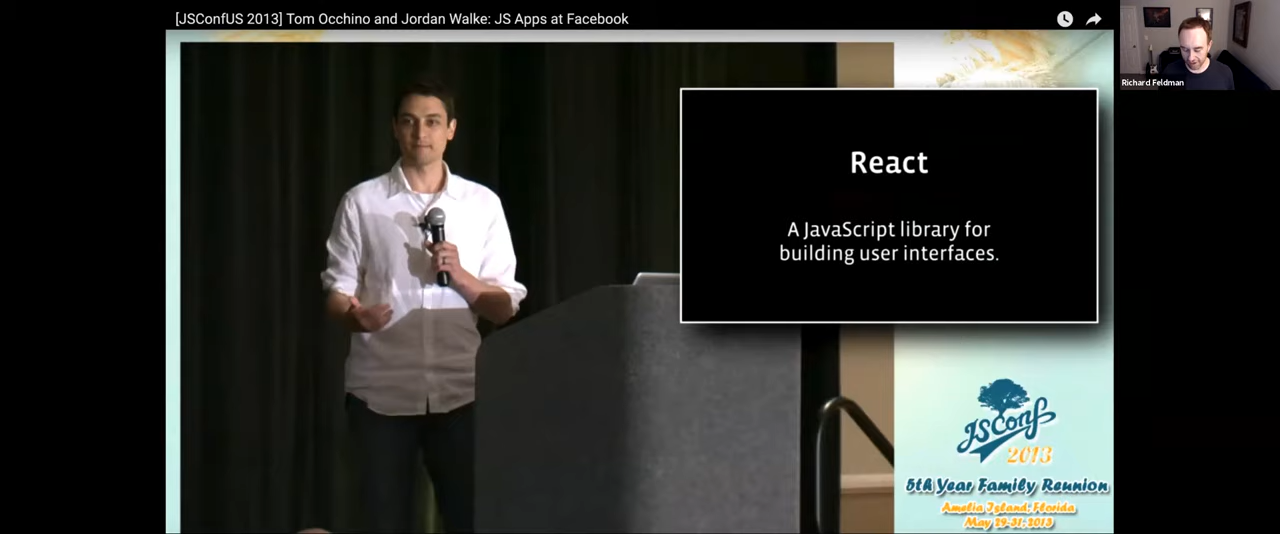 [JSConfUS 2013] Tom Occhino and Jordan Walke: JS Apps at Facebook
Richard Feldman
React
A JavaScript library for
building user interfaces.
JSConf
2013
5th Year Family Reunion
Amelia Island, Florida
May 29-31, 2013